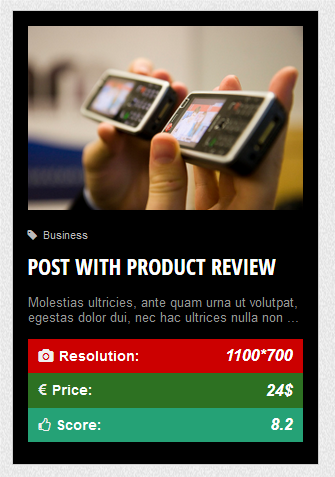 Business
POST WITH PRODUCT REVIEW
Molestias ultricies, ante quam urna ut volutpat,
egestas dolor dui, nec hac ultrices nulla non ...
Resolution: 1100*700
€ Price: 24$
Score: 8.2